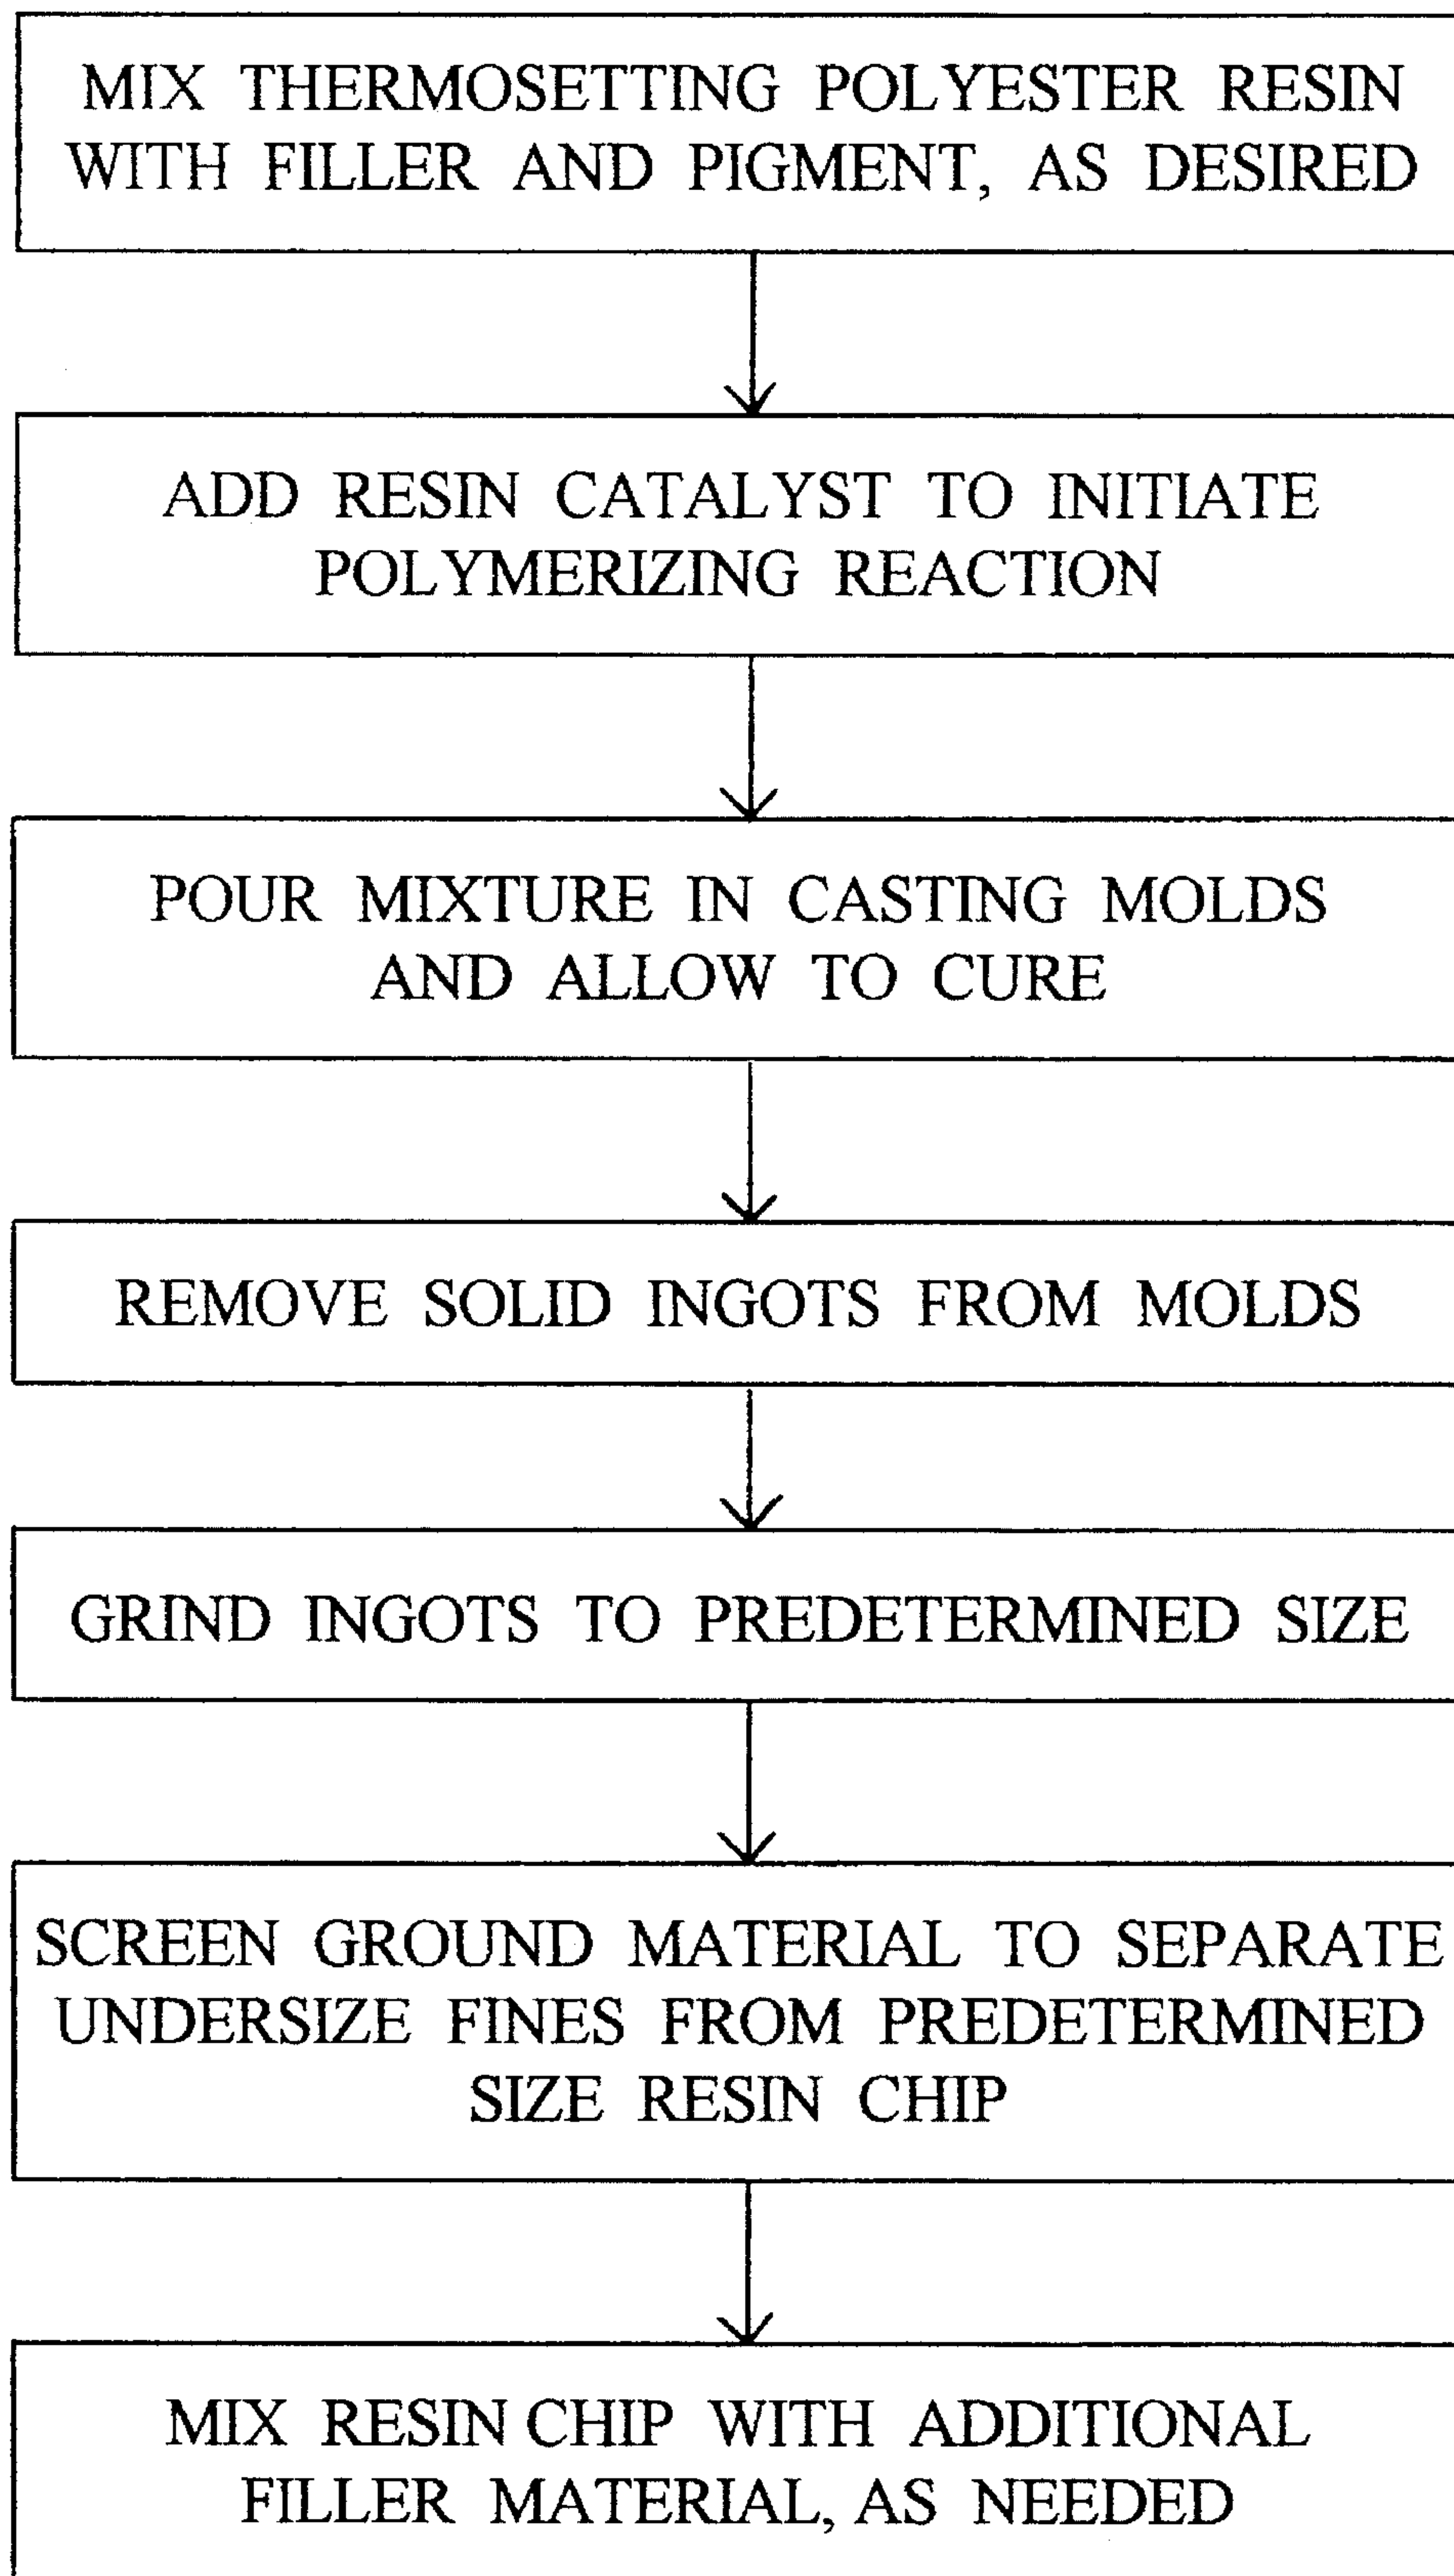 MIX THERMOSETTING POLYESTER RESIN
WITH FILLER AND PIGMENT, AS DESIRED
ADD RESIN CATALYST TO INITIATE
POLYMERIZING REACTION
POUR MIXTURE IN CASTING MOLDS
AND ALLOW TO CURE
REMOVE SOLID INGOTS FROM MOLDS
GRIND INGOTS TO PREDETERMINED SIZE
SCREEN GROUND MATERIAL TO SEPARATE
UNDERSIZE FINES FROM PREDETERMINED
SIZE RESIN CHIP
MIX RESIN CHIP WITH ADDITIONAL
FILLER MATERIAL, AS NEEDED